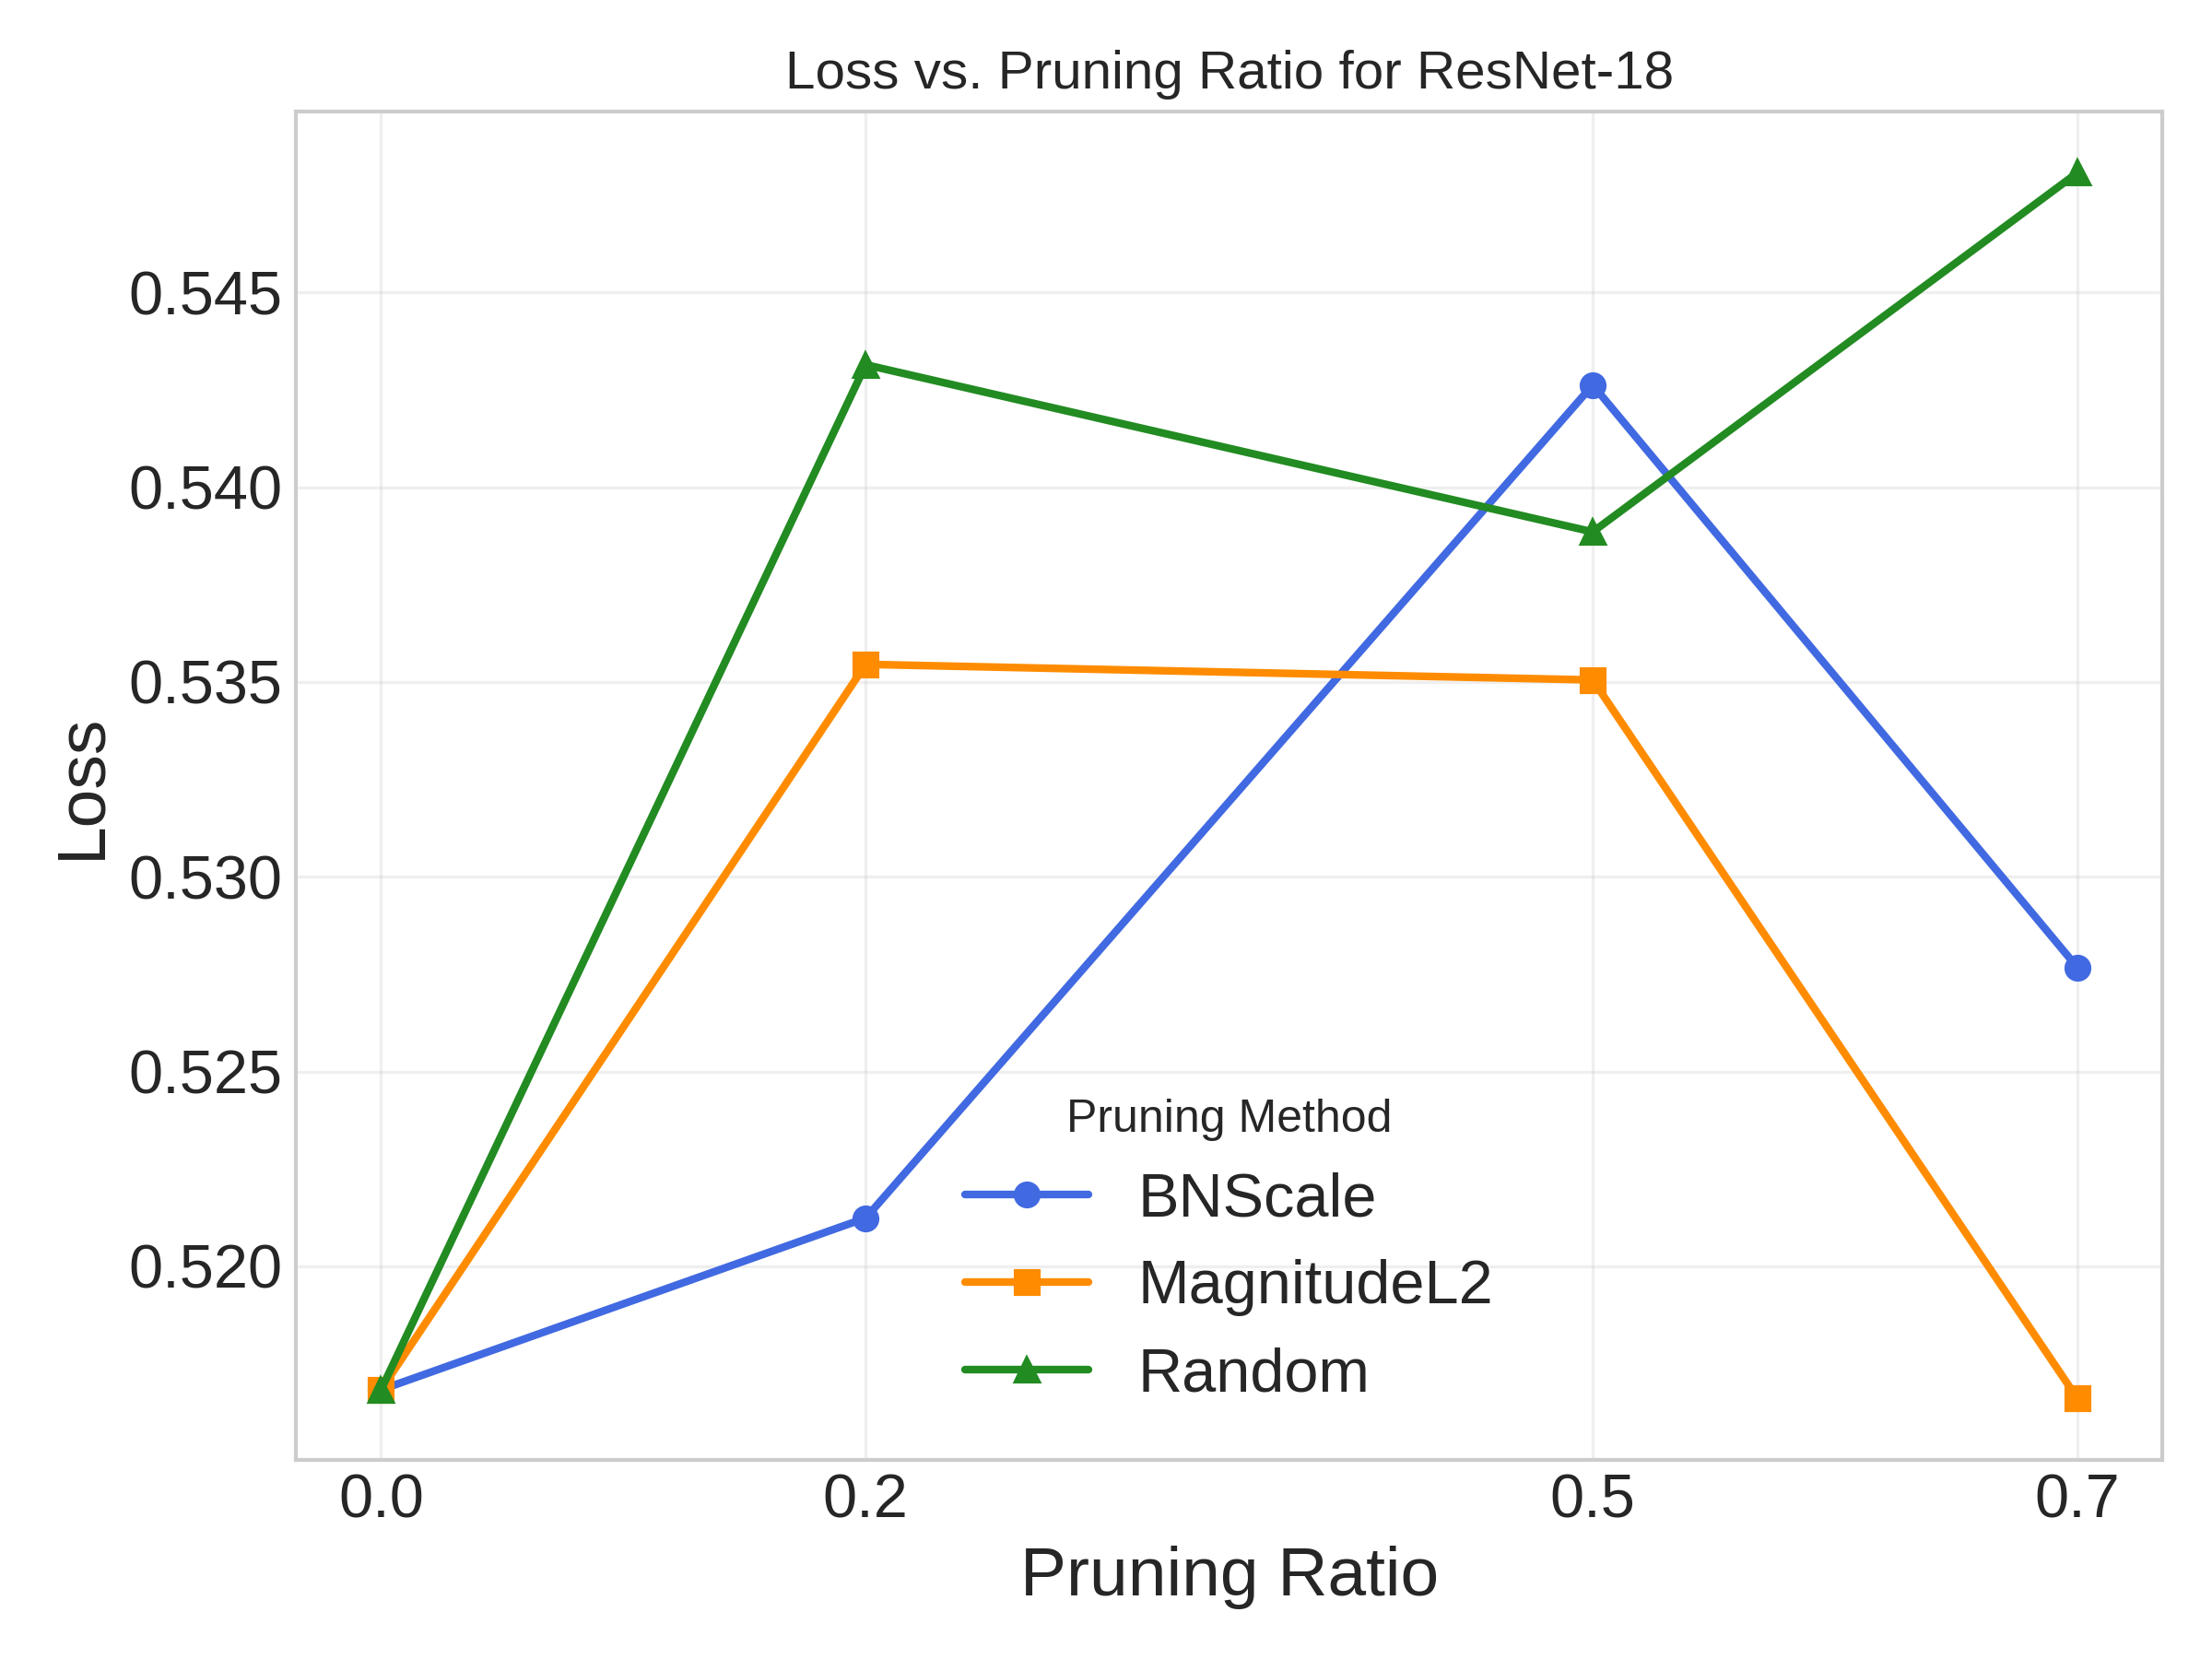 Loss vs. Pruning Ratio for ResNet-18
Loss
0.545
0.540
0.535
0.530
0.525
0.520
Pruning Method
BNScale
MagnitudeL2
Random
0.0 0.2 0.5 0.7
Pruning Ratio